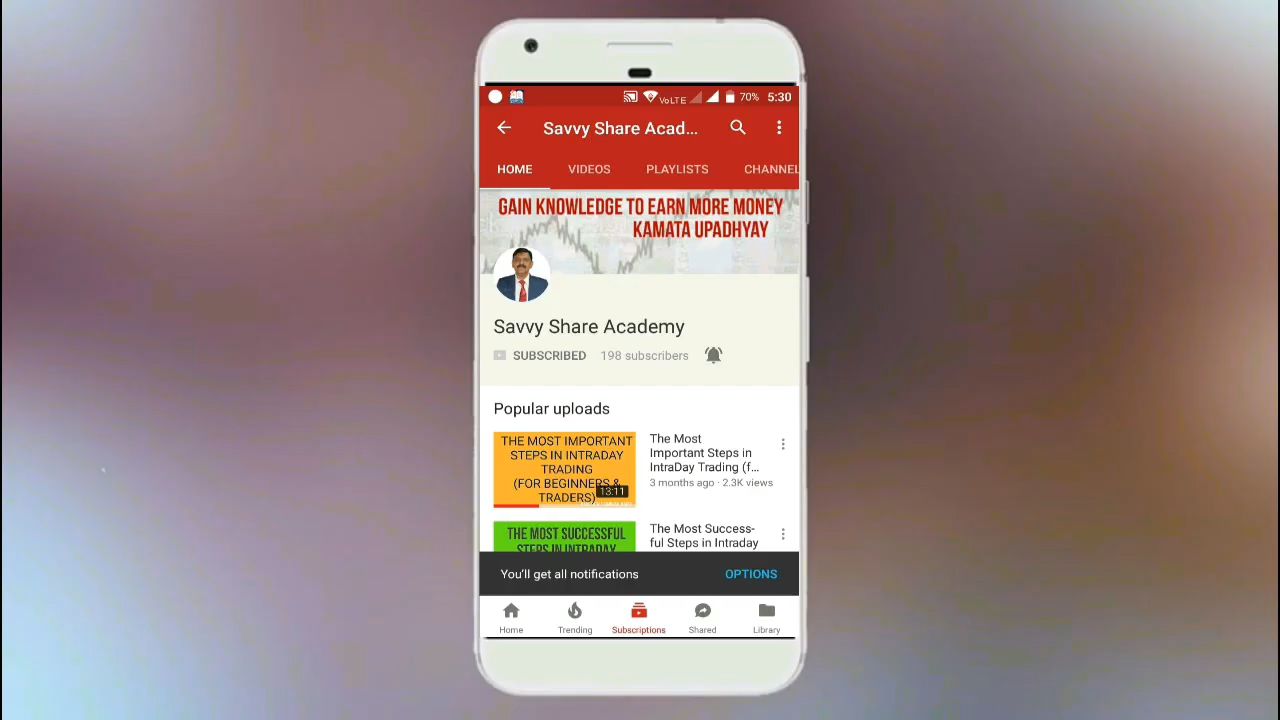 VoLTE 70% 5:30
Savvy Share Acad...
HOME VIDEOS PLAYLISTS CHANNEL
GAIN KNOWLEDGE TO EARN MORE MONEY
KAMATA UPADHYAY
Savvy Share Academy
SUBSCRIBED 198 subscribers
Popular uploads
THE MOST IMPORTANT
STEPS IN INTRADAY
TRADING
(FOR BEGINNERS &
TRADERS)
13:11
The Most
Important Steps in
IntraDay Trading (f...
3 months ago · 2.3K views
THE MOST SUCCESSFUL
STEPS IN INTRADAY
The Most Success-
ful Steps in Intraday
You'll get all notifications OPTIONS
Home Trending Subscriptions Shared Library